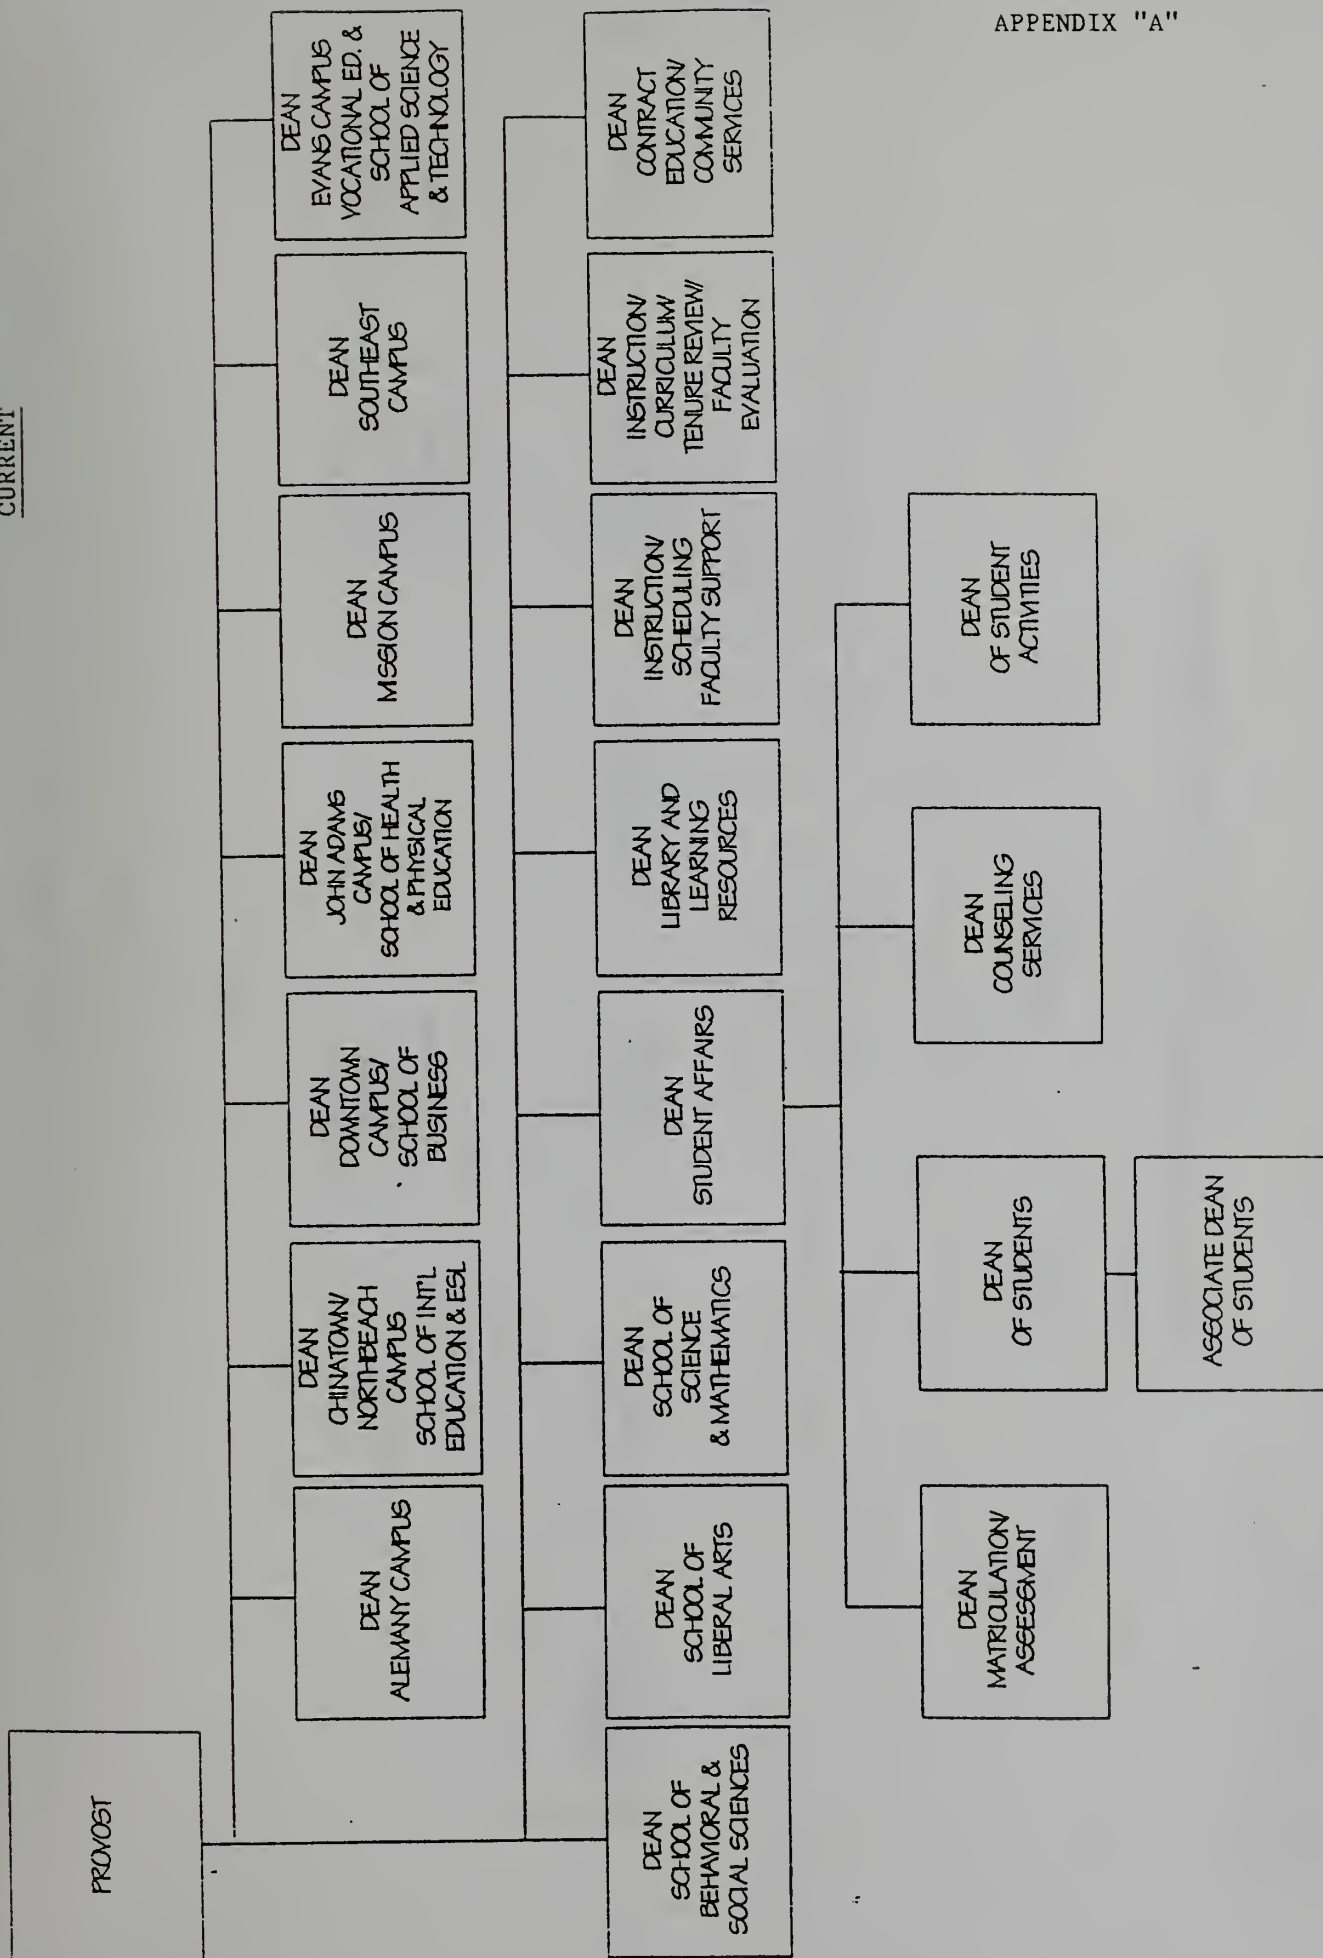 APPENDIX "A"
CURRENT
PROVOST
DEAN
ALEMANY CAMPUS
DEAN
CHINATOWN/
NORTHBEACH
CAMPUS
SCHOOL OF INT'L
EDUCATION & ESL
DEAN
DOWNTOWN
CAMPUS/
SCHOOL OF
BUSINESS
DEAN
JOHN ADAMS
CAMPUS/
SCHOOL OF HEALTH
& PHYSICAL
EDUCATION
DEAN
MISSION CAMPUS
DEAN
SOUTHEAST
CAMPUS
DEAN
EVANS CAMPUS
VOCATIONAL ED. &
SCHOOL OF
APPLIED SCIENCE
& TECHNOLOGY
DEAN
SCHOOL OF
BEHAVIORAL &
SOCIAL SCIENCES
DEAN
SCHOOL OF
LIBERAL ARTS
DEAN
SCHOOL OF
SCIENCE
& MATHEMATICS
DEAN
STUDENT AFFAIRS
DEAN
LIBRARY AND
LEARNING
RESOURCES
DEAN
INSTRUCTION/
SCHEDULING
FACULTY SUPPORT
DEAN
INSTRUCTION/
CURRICULUM/
TENURE REVIEW/
FACULTY
EVALUATION
DEAN
CONTRACT
EDUCATION/
COMMUNITY
SERVICES
DEAN
MATRICULATION/
ASSESSMENT
DEAN
OF STUDENTS
DEAN
COUNSELING
SERVICES
DEAN
OF STUDENT
ACTIVITIES
ASSOCIATE DEAN
OF STUDENTS